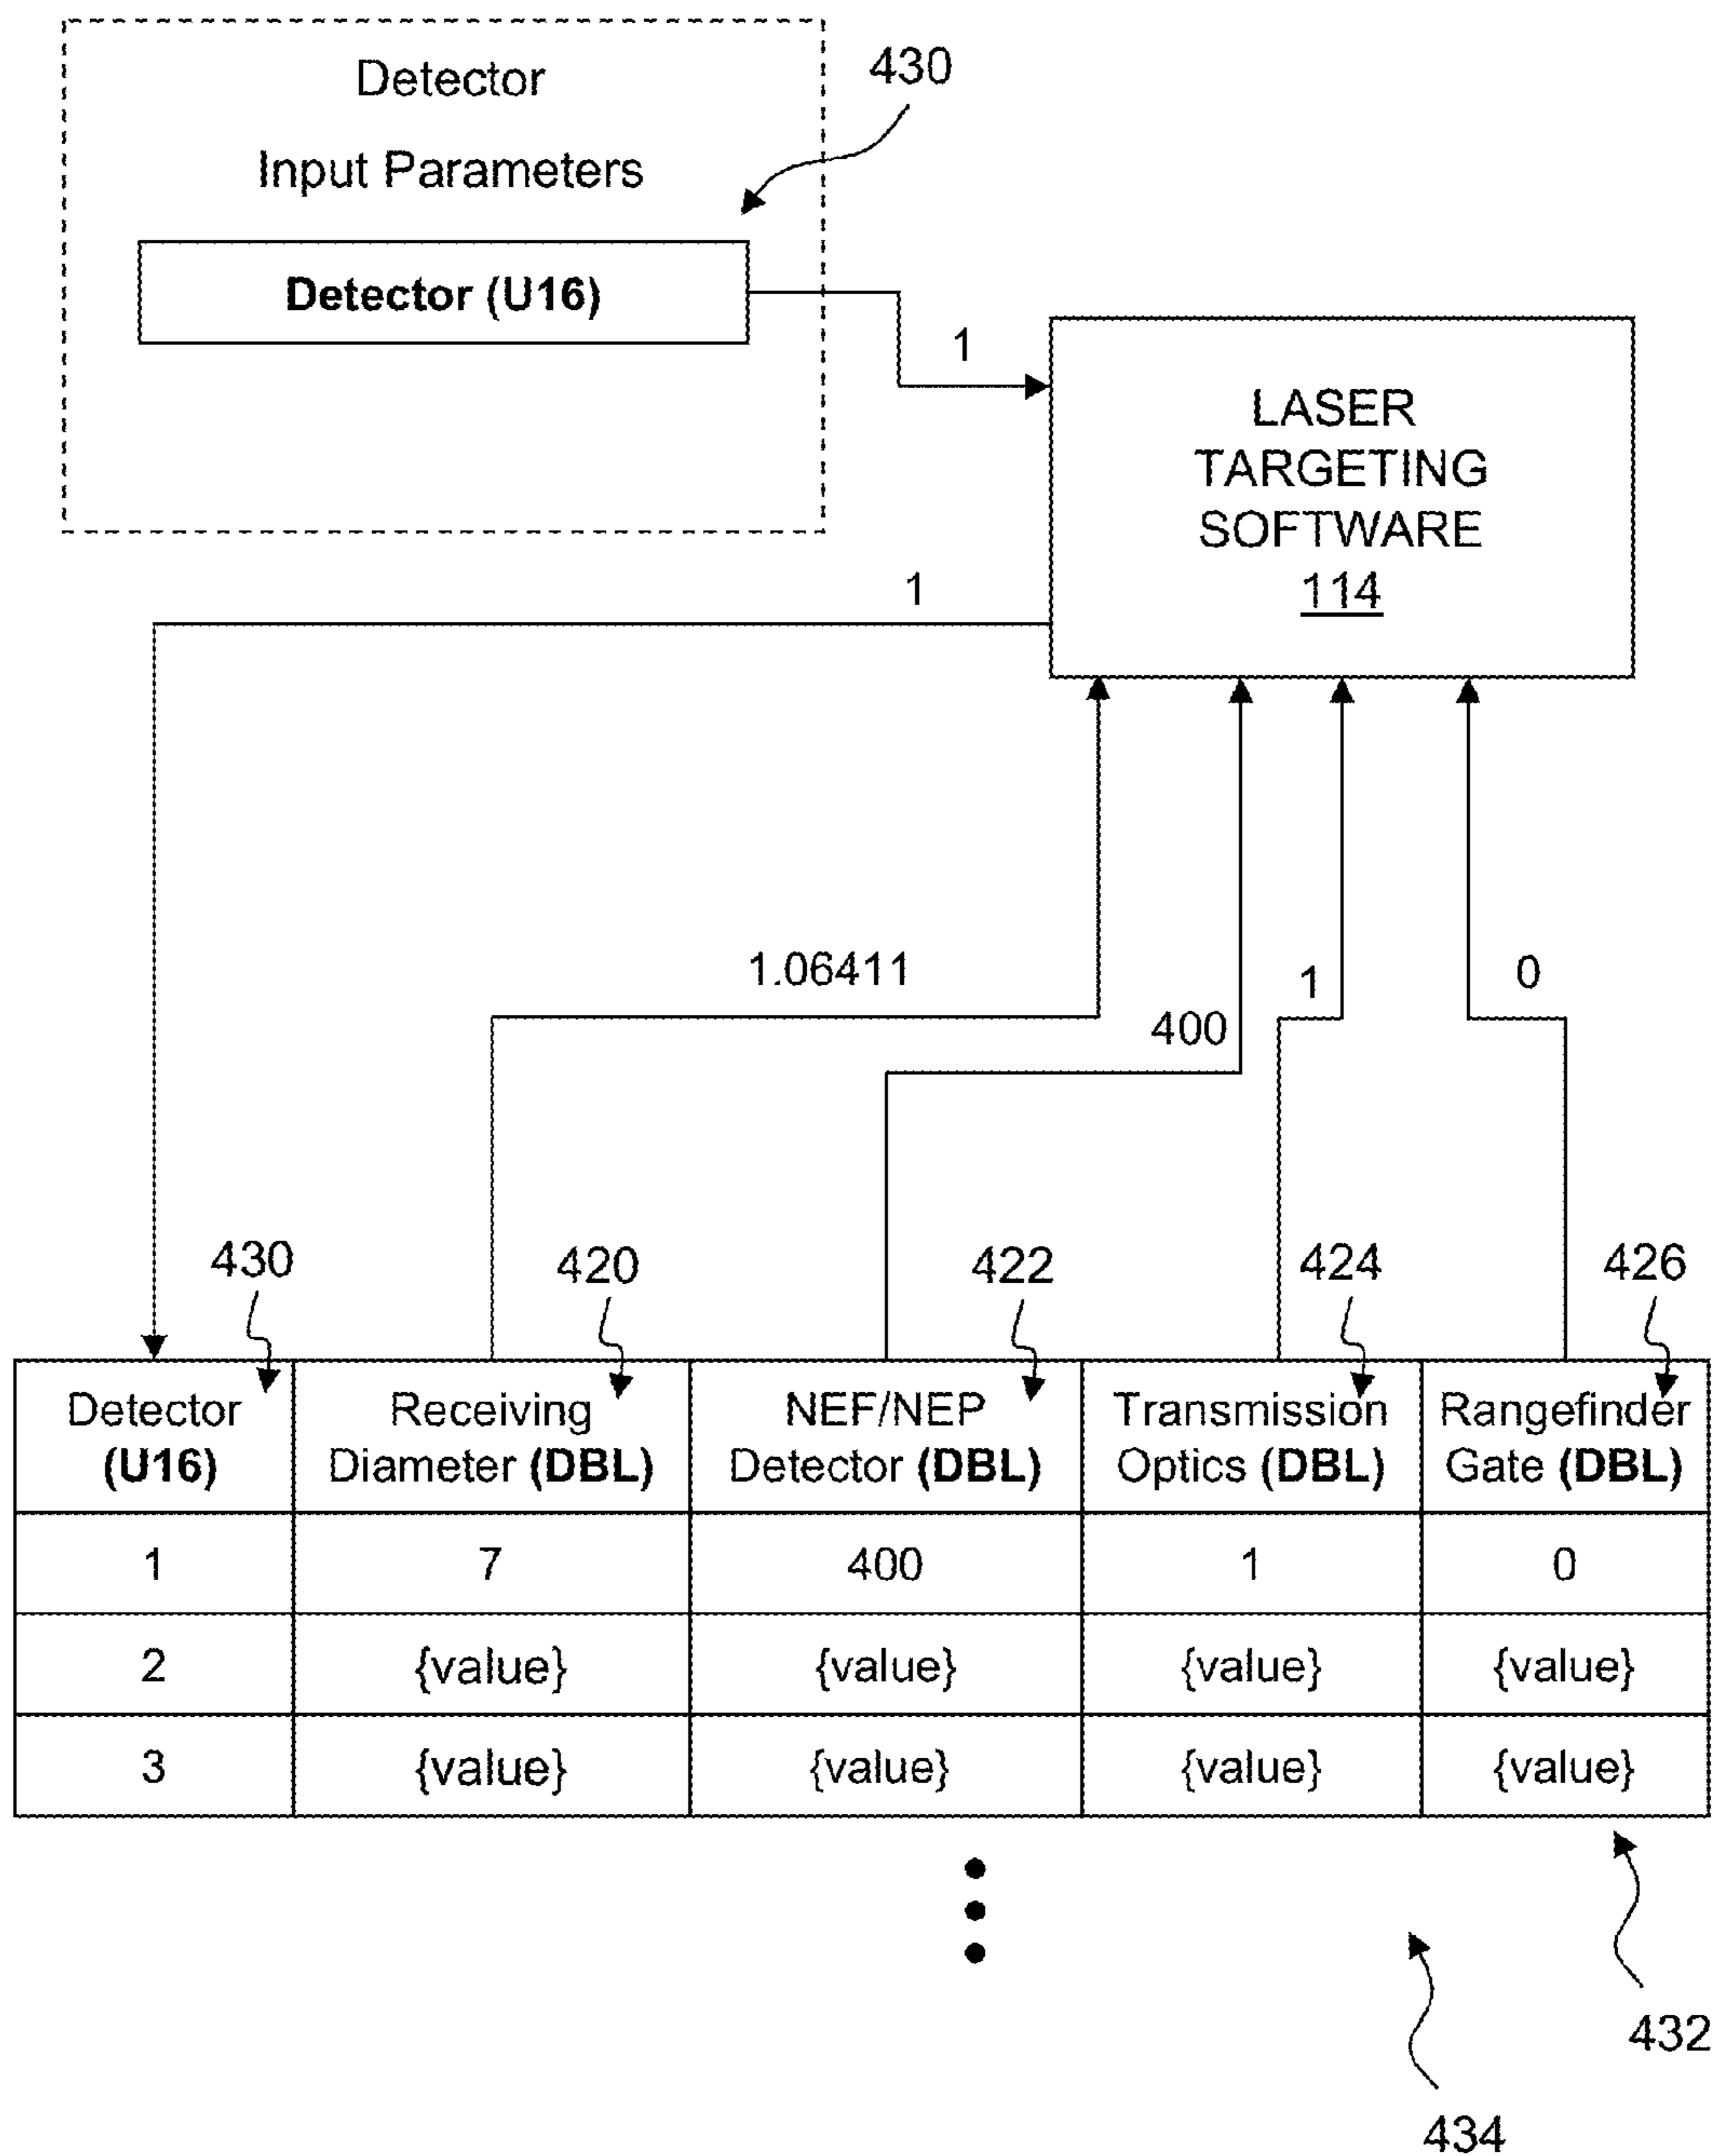 Detector
Input Parameters
430
Detector (U16)
1
LASER
TARGETING
SOFTWARE
114
1
1.06411
400
1
0
430
420
422
424
426
Detector
(U16)
Receiving
Diameter (DBL)
NEF/NEP
Detector (DBL)
Transmission
Optics (DBL)
Rangefinder
Gate (DBL)
1
7
400
1
0
2
{value}
{value}
{value}
{value}
3
{value}
{value}
{value}
{value}
432
434